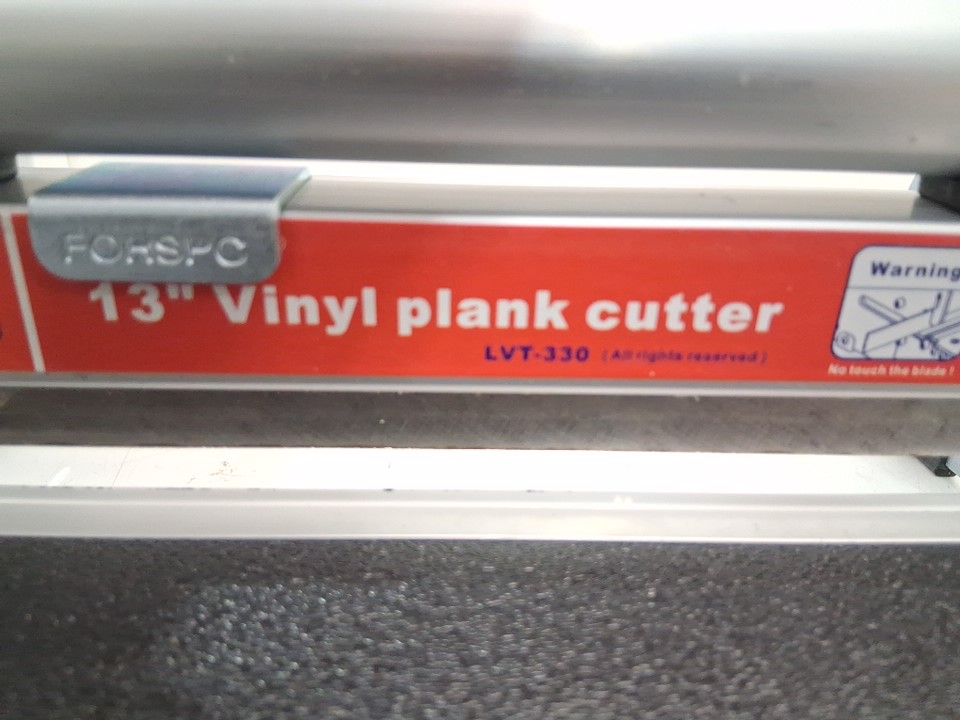 FORSPC
13" Vinyl plank cutter
LVT-330 (All rights reserved)
Warning
No touch the blade!